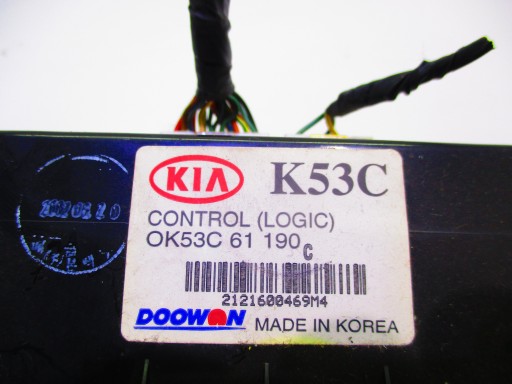 KIA K53C
CONTROL (LOGIC)
OK53C 61 190 C
2121600469M4
DOOWON MADE IN KOREA